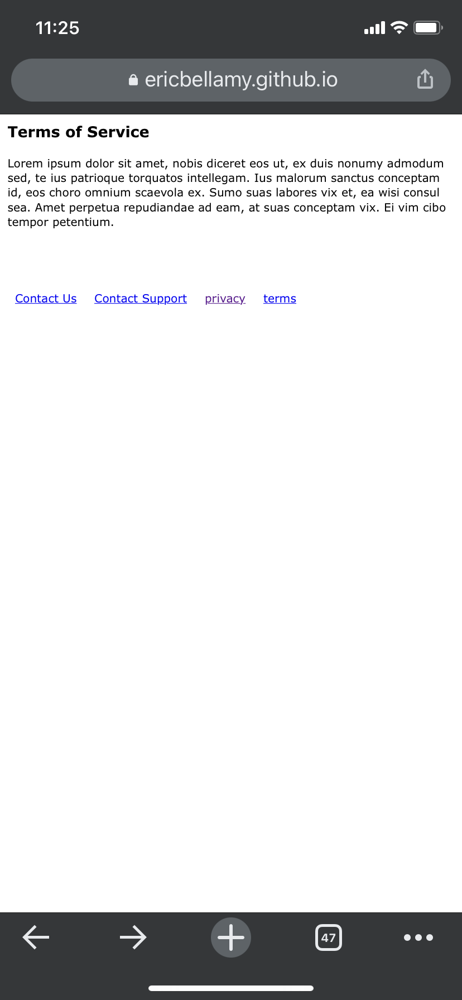 11:25
ericbellamy.github.io
Terms of Service
Lorem ipsum dolor sit amet, nobis diceret eos ut, ex duis nonumy admodum
sed, te ius patrioque torquatos intellegam. Ius malorum sanctus conceptam
id, eos choro omnium scaevola ex. Sumo suas labores vix et, ea wisi consul
sea. Amet perpetua repudiandae ad eam, at suas conceptam vix. Ei vim cibo
tempor petentium.
Contact Us Contact Support privacy terms
47